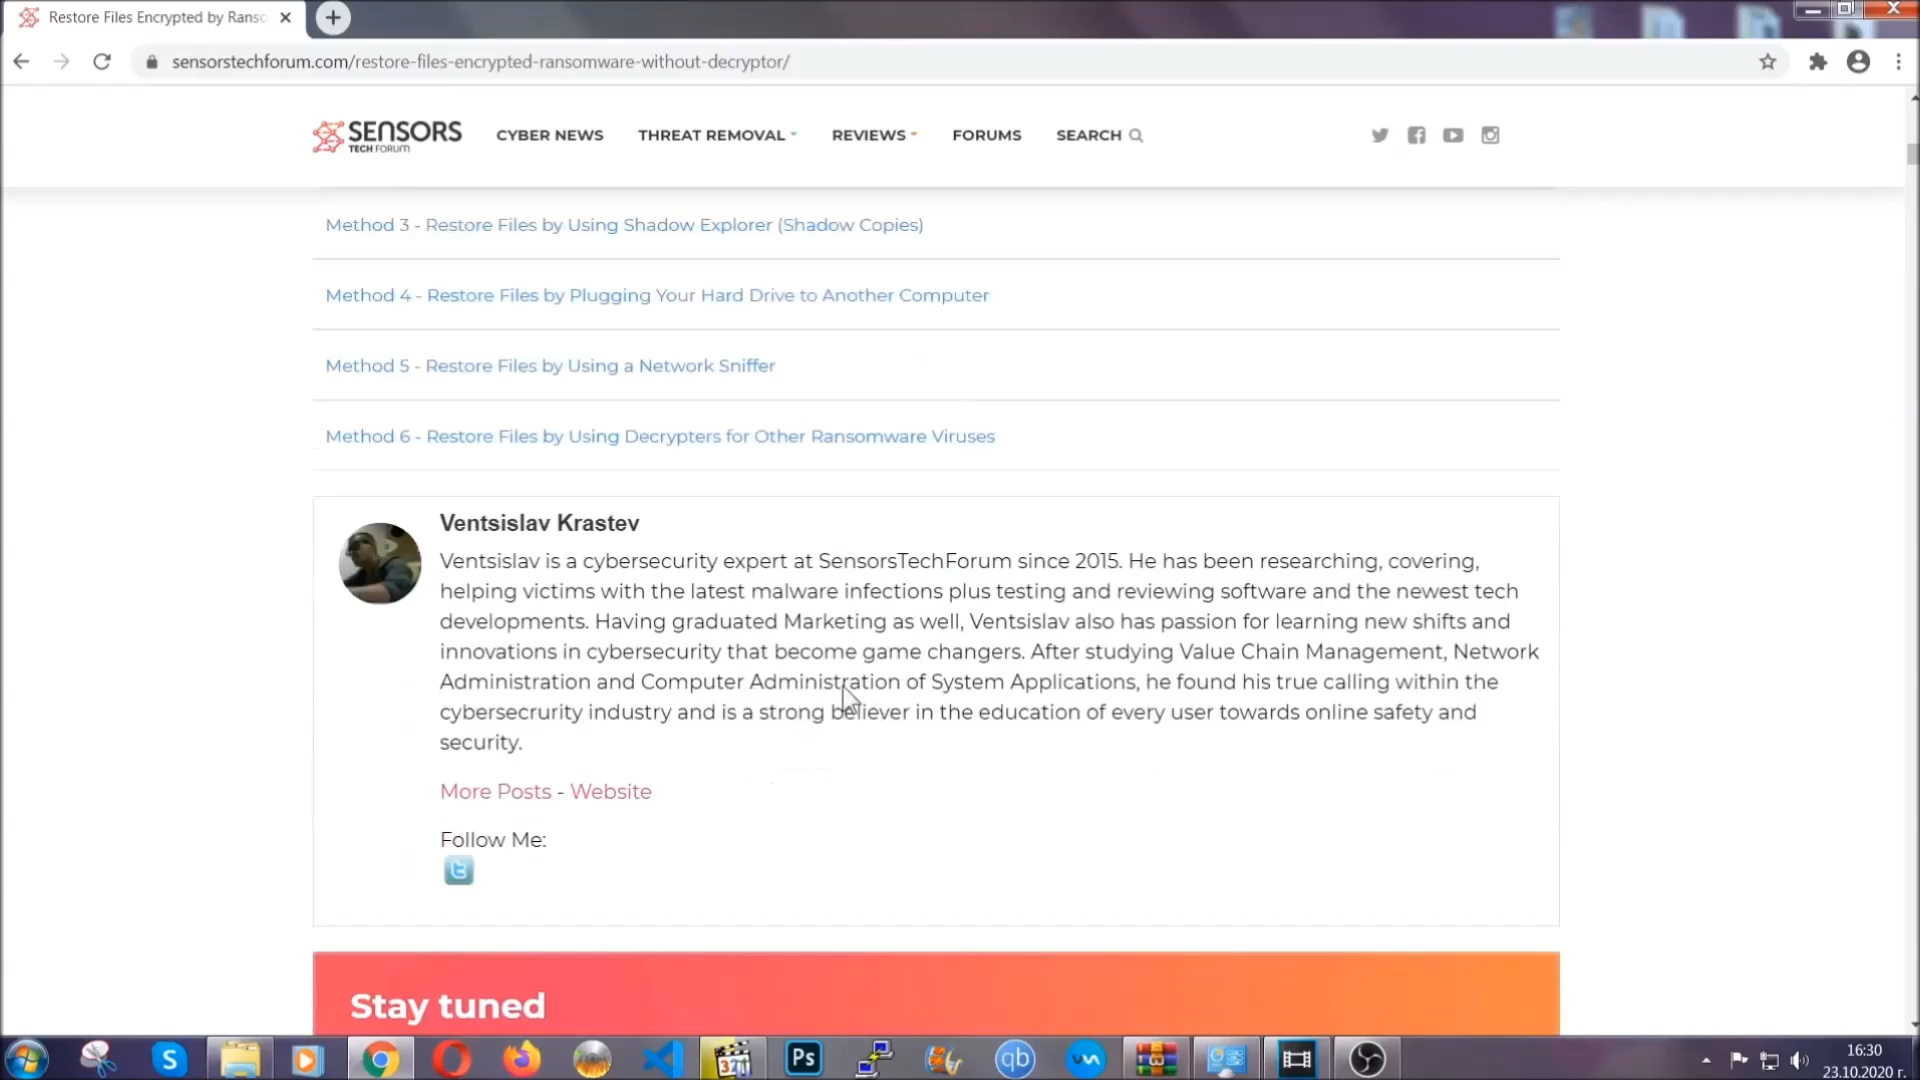 Restore Files Encrypted by Ranso
sensorstechforum.com/restore-files-encrypted-ransomware-without-decryptor/
SENSORS
TECH FORUM
CYBER NEWS
THREAT REMOVAL
REVIEWS
FORUMS
SEARCH
Method 3 - Restore Files by Using Shadow Explorer (Shadow Copies)
Method 4 - Restore Files by Plugging Your Hard Drive to Another Computer
Method 5 - Restore Files by Using a Network Sniffer
Method 6 - Restore Files by Using Decrypters for Other Ransomware Viruses
Ventsislav Krastev
Ventsislav is a cybersecurity expert at SensorsTechForum since 2015. He has been researching, covering,
helping victims with the latest malware infections plus testing and reviewing software and the newest tech
developments. Having graduated Marketing as well, Ventsislav also has passion for learning new shifts and
innovations in cybersecurity that become game changers. After studying Value Chain Management, Network
Administration and Computer Administration of System Applications, he found his true calling within the
cybersecrurity industry and is a strong believer in the education of every user towards online safety and
security.
More Posts - Website
Follow Me:
Stay tuned
S
321
Ps
qb
16:30
23.10.2020 г.